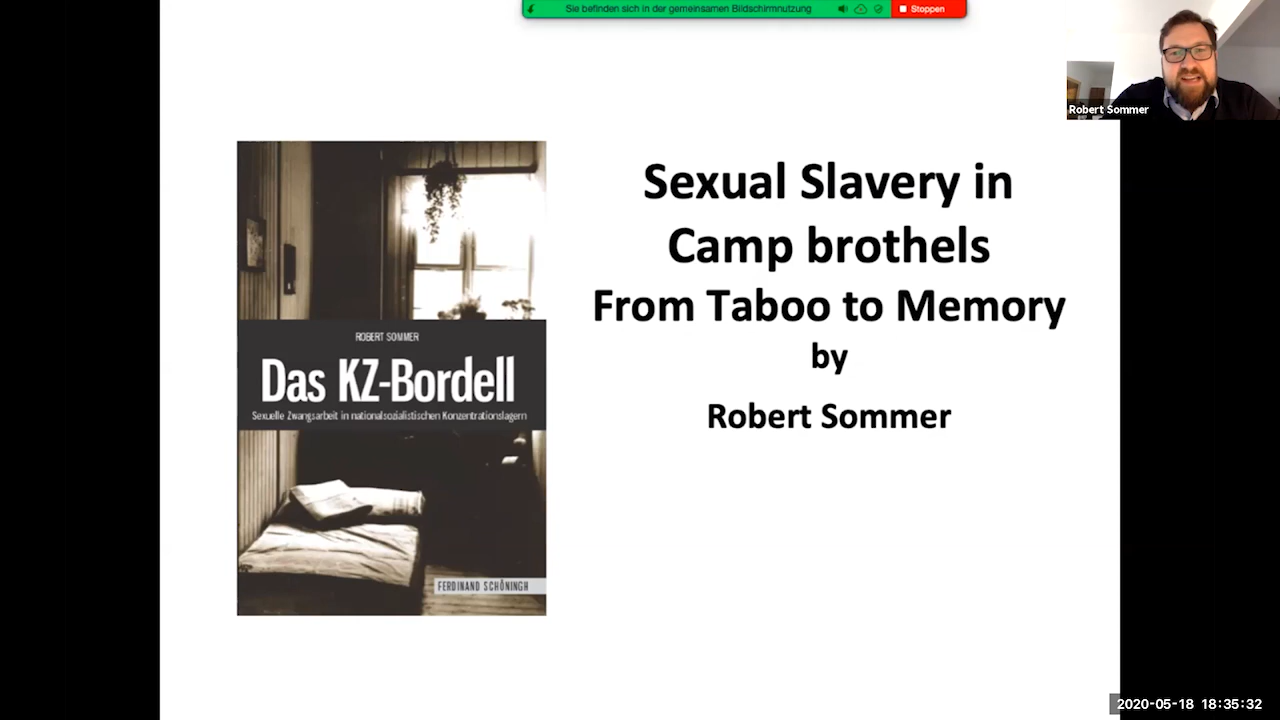 Sie befinden sich in der gemeinsamen Bildschirmnutzung
Stoppen
Robert Sommer
Sexual Slavery in
Camp brothels
From Taboo to Memory
by
Robert Sommer
ROBERT SOMMER
Das KZ-Bordell
Sexuelle Zwangsarbeit in nationalsozialistischen Konzentrationslagern
FERDINAND SCHÖNINGH
2020-05-18 18:35:32